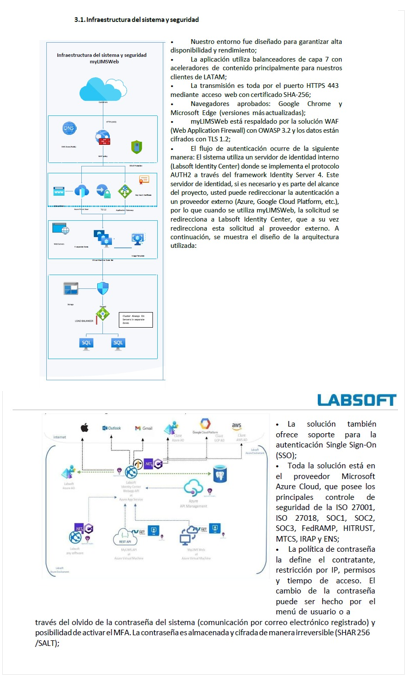 3.1. Infraestructura del sistema y seguridad
Infraestructura del sistema y seguridad
myLIMSWeb
• Nuestro entorno fue diseñado para garantizar alta
disponibilidad y rendimiento;
• La aplicación utiliza balanceadores de capa 7 con
aceleradores de contenido principalmente para nuestros
clientes de LATAM;
• La transmisión es toda por el puerto HTTPS 443
mediante acceso web con certificado SHA-256;
• Navegadores aprobados: Google Chrome y
Microsoft Edge (versiones más actualizadas);
• myLIMSWeb está respaldado por la solución WAF
(Web Application Firewall) con OWASP 3.2 y los datos están
cifrados con TLS 1.2;
• El flujo de autenticación ocurre de la siguiente
manera: El sistema utiliza un servidor de identidad interno
(Labsoft Identity Center) donde se implementa el protocolo
AUTH2 a través del framework Identity Server 4. Este
servidor de identidad, si es necesario y es parte del alcance
del proyecto, usted puede redireccionar la autenticación a
un proveedor externo (Azure, Google Cloud Platform, etc.),
por lo que cuando se utiliza myLIMSWeb, la solicitud se
redirecciona a Labsoft Identity Center, que a su vez
redirecciona esta solicitud al proveedor externo. A
continuación, se muestra el diseño de la arquitectura
utilizada:
SQL
SQL
LABSOFT
Outlook
Gmail
aws
• La solución también
ofrece soporte para la
autenticación Single Sign-On
(SSO);
• Toda la solución está en
el proveedor Microsoft
Azure Cloud, que posee los
principales controle de
seguridad de la ISO 27001,
ISO 27018, SOC1, SOC2,
SOC3, FedRAMP, HITRUST,
MTCS, IRAP y ENS;
• La política de contraseña
la define el contratante,
restricción por IP, permisos
y tiempo de acceso. El
cambio de la contraseña
puede ser hecho por el
menú de usuario o a
través del olvido de la contraseña del sistema (comunicación por correo electrónico registrado) y
posibilidad de activar el MFA. La contraseña es almacenada y cifrada de manera irreversible (SHAR 256
/SALT);